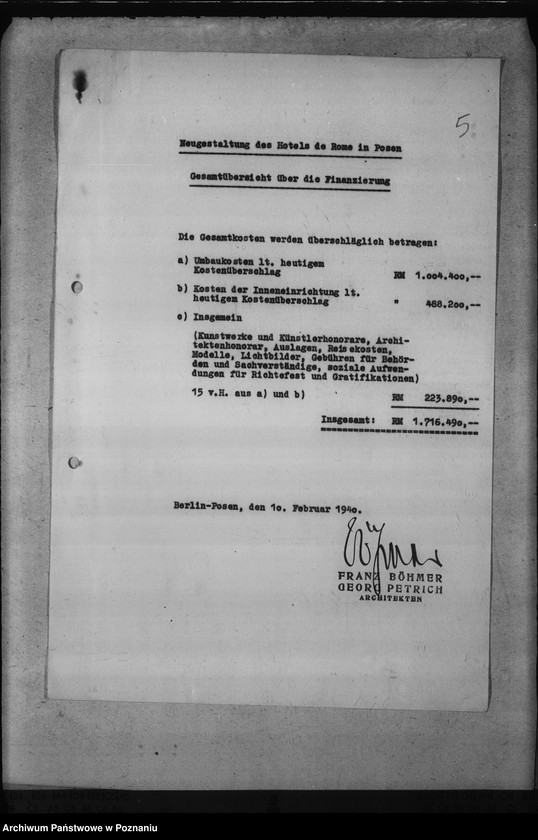 5
Neugestaltung des Hotels de Rome in Posen
Gesamtübersicht über die Finanzierung
Die Gesamtkosten werden überschläglich betragen:
a) Umbaukosten lt. heutigem
Kostenüberschlag RM 1.004.400,--
b) Kosten der Inneneinrichtung lt.
heutigem Kostenüberschlag " 488.200,--
c) Insgemein
(Kunstwerke und Künstlerhonorare, Archi-
tektenhonorar, Auslagen, Reisekosten,
Modelle, Lichtbilder, Gebühren für Behör-
den und Sachverständige, soziale Aufwen-
dungen für Richtefest und Gratifikationen)
15 v.H. aus a) und b) RM 223.890,--
Insgesamt: RM 1.716.490,--
Berlin-Posen, den 10. Februar 1940.
Böhmer
FRANZ BÖHMER
GEORG PETRICH
ARCHITEKTEN
Archiwum Państwowe w Poznaniu